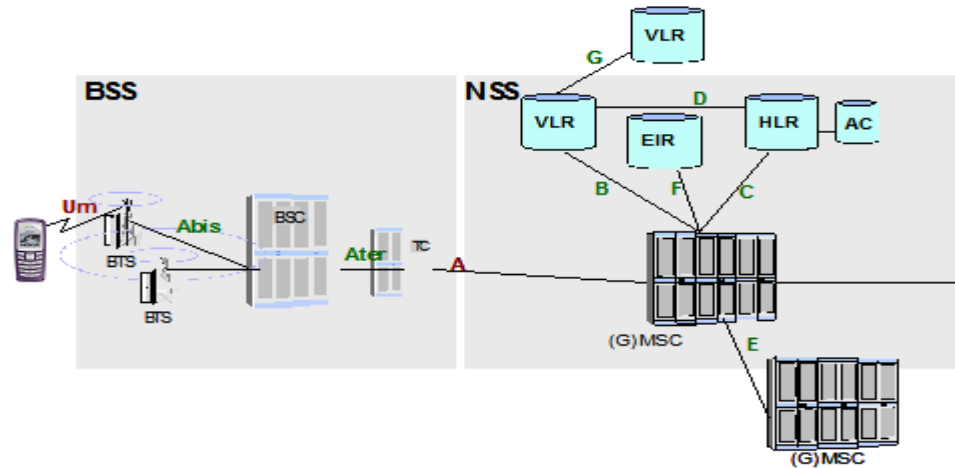 VLR
G
BSS
NSS
VLR
D
HLR
AC
EIR
B
F
C
Um
Abis
BSC
BTS
Ater
TC
A
BTS
(G)MSC
E
(G)MSC